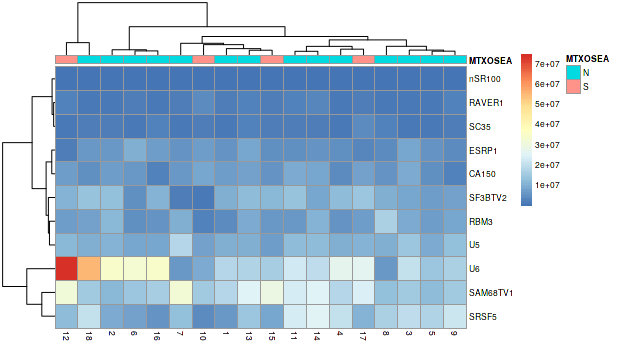 MTXOSEA
nSR100
RAVER1
SC35
ESRP1
CA150
SF3BTV2
RBM3
U5
U6
SAM68TV1
SRSF5
12 18 2 6 16 7 10 1 13 15 11 14 4 17 8 3 5 9
7e+07
6e+07
5e+07
4e+07
3e+07
2e+07
1e+07
MTXOSEA
N
S